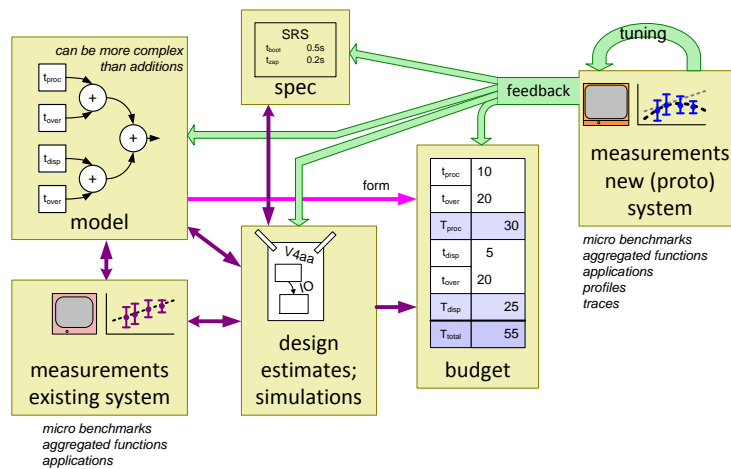 can be more complex
than additions
tproc
+
tover
+
tdisp
+
tover
model
SRS
tboot 0.5s
tzap 0.2s
spec
feedback
tuning
measurements
new (proto)
system
micro benchmarks
aggregated functions
applications
profiles
traces
form
tproc 10
tover 20
Tproc 30
tdisp 5
tover 20
Tdisp 25
Ttotal 55
budget
V4aa
IO
design
estimates;
simulations
measurements
existing system
micro benchmarks
aggregated functions
applications